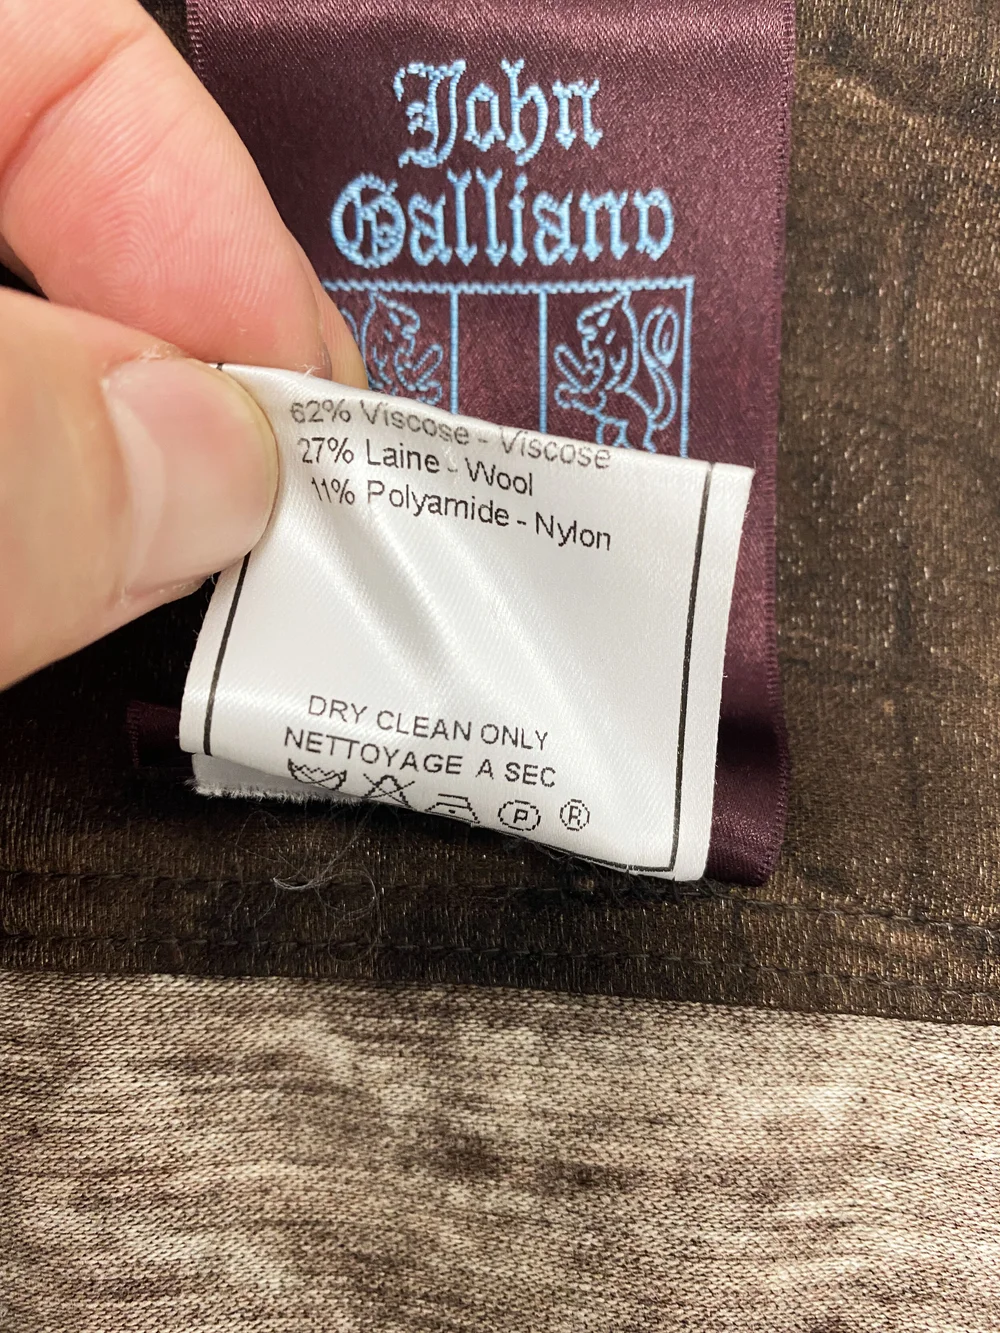 John
Galliano
62% Viscose - Viscose
27% Laine - Wool
11% Polyamide - Nylon
DRY CLEAN ONLY
NETTOYAGE A SEC
P ®